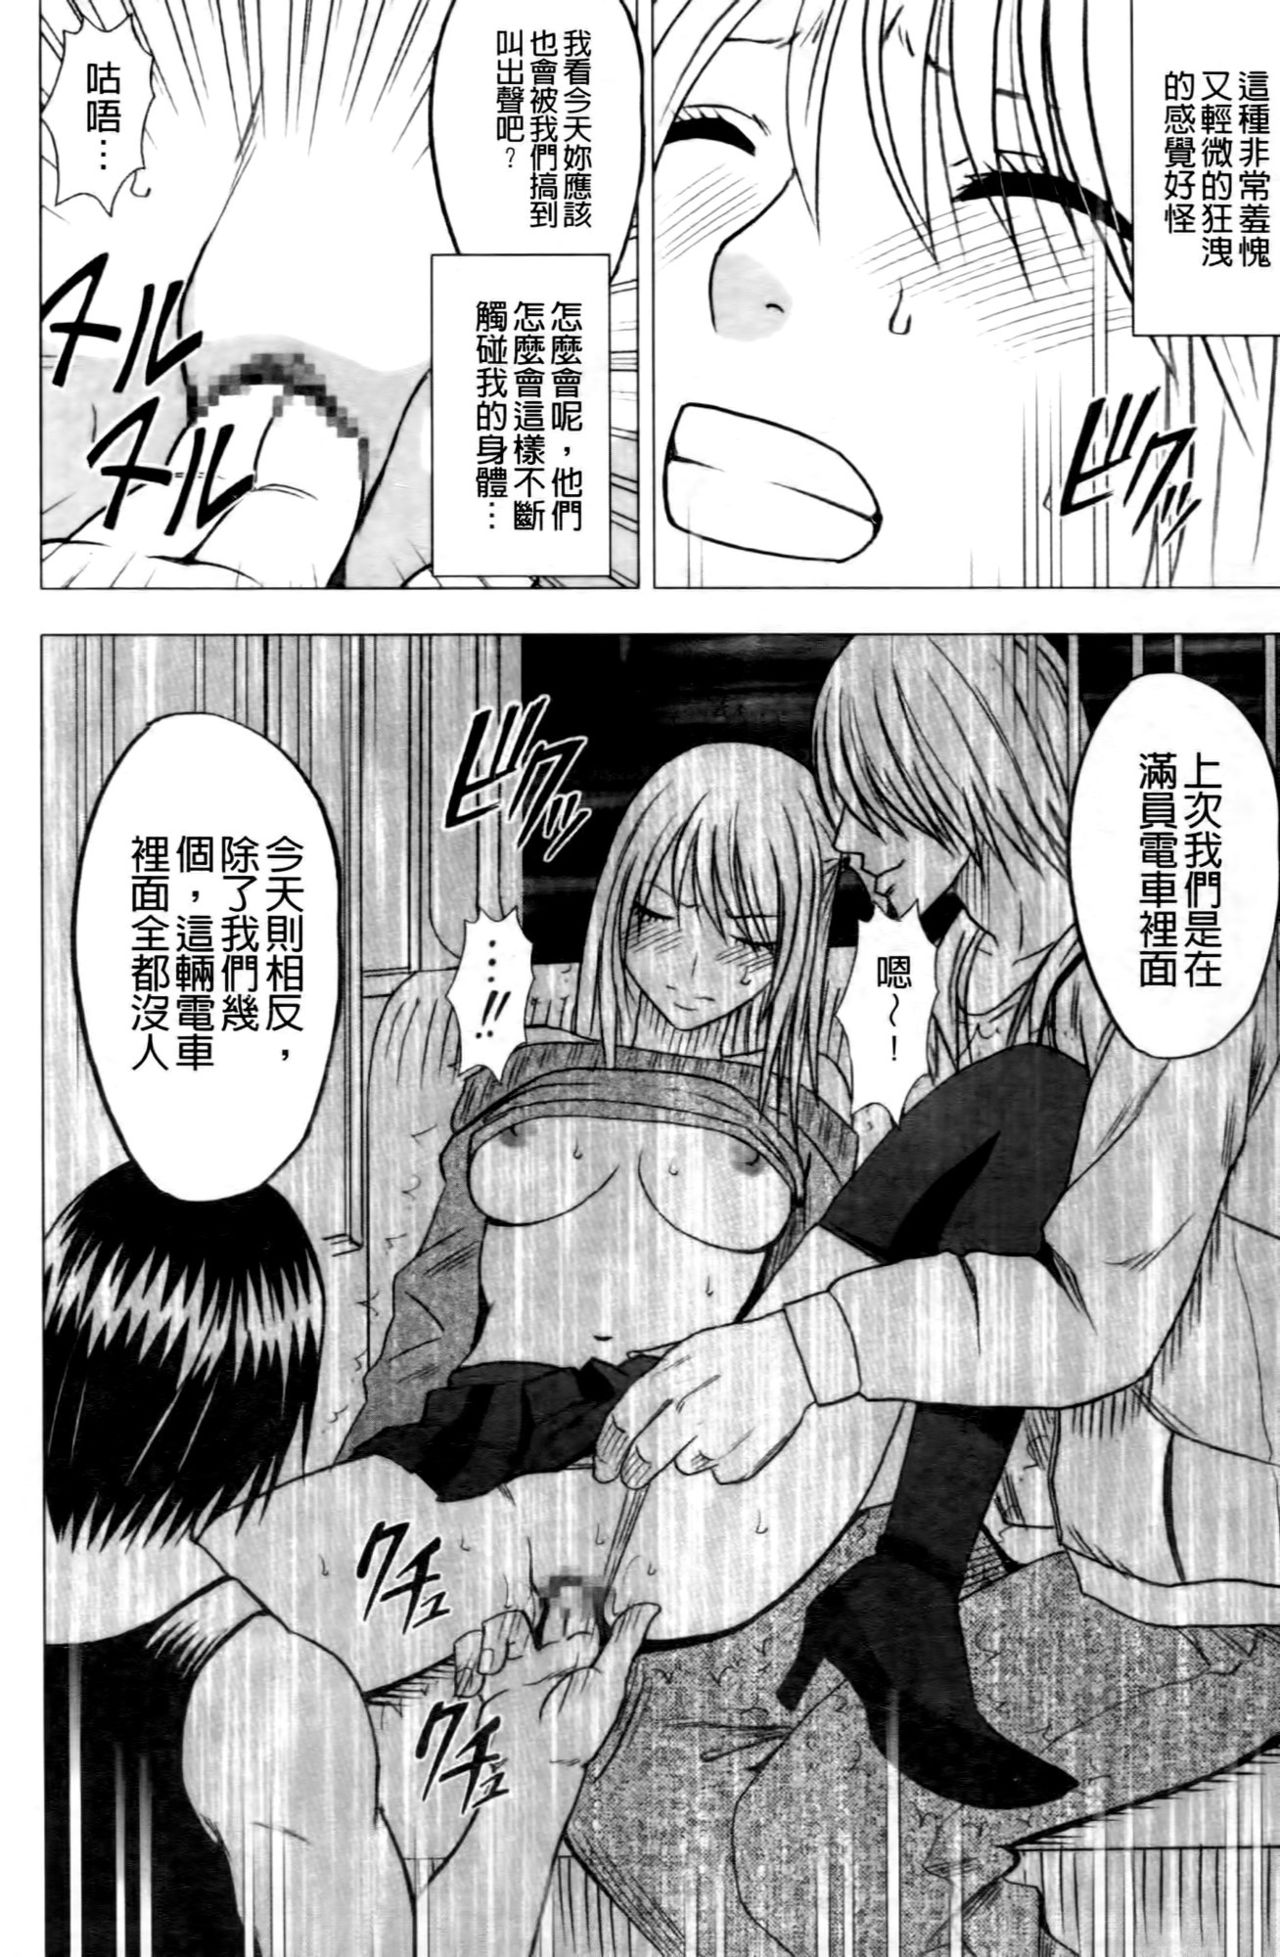 這種非常羞愧
又輕微的狂洩
的感覺好怪
ビクッ
我看今天妳應該
也會被我們搞到
叫出聲吧？
怎麼會呢，他們
怎麼會這樣不斷
觸碰我的身體…
咕唔…
ヌル
ヌル
上次我們是在
滿員電車裡面
嗯～！
ビクッ
……!!
今天則相反，
除了我們幾
個，這輛電車
裡面全都沒人
クチュ
クチュ